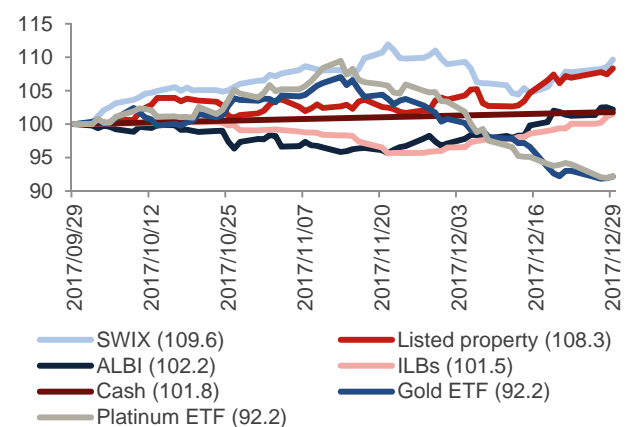 115
110
105
100
95
90
2017/09/29
2017/10/12
2017/10/25
2017/11/07
2017/11/20
2017/12/03
2017/12/16
2017/12/29
SWIX (109.6)
Listed property (108.3)
ALBI (102.2)
ILBs (101.5)
Cash (101.8)
Gold ETF (92.2)
Platinum ETF (92.2)